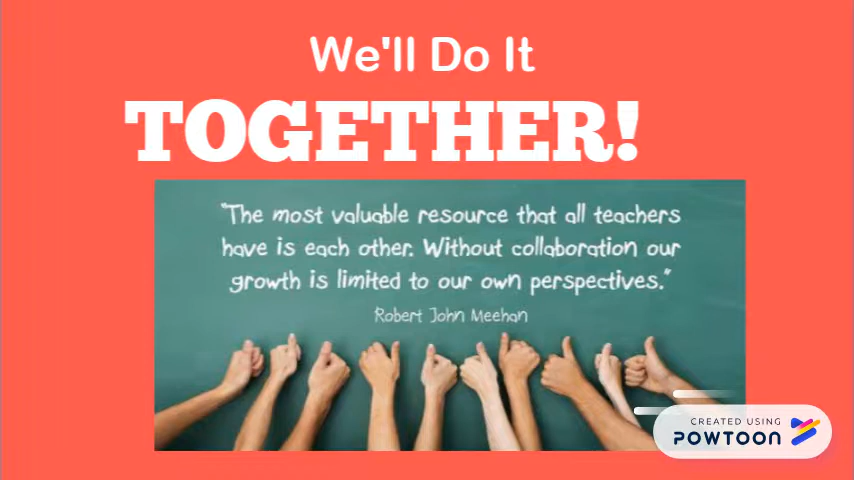 We'll Do It
TOGETHER!
"The most valuable resource that all teachers
have is each other. Without collaboration our
growth is limited to our own perspectives."
Robert John Meehan
CREATED USING
POWTOON